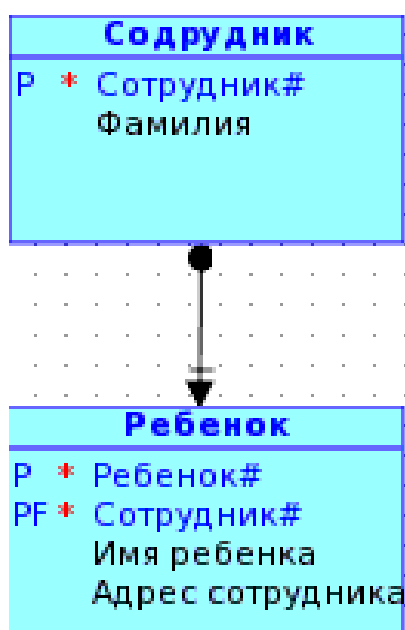 Содрудник
P * Сотрудник#
Фамилия
Ребенок
P * Ребенок#
PF * Сотрудник#
Имя ребенка
Адрес сотрудника